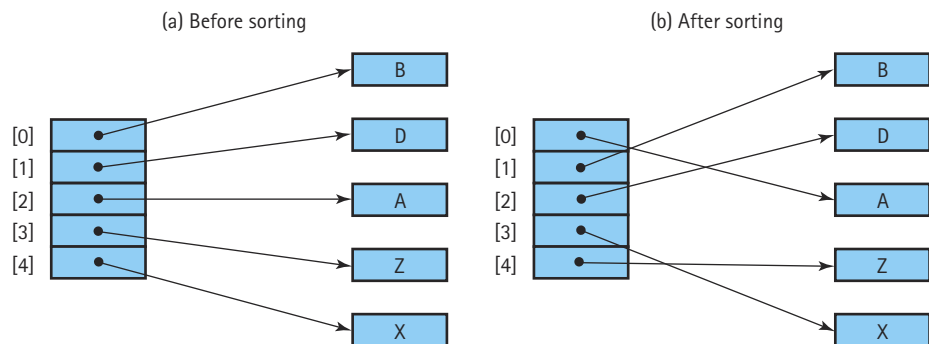 (a) Before sorting
B
[0]
D
[1]
[2]
A
[3]
Z
[4]
X
(b) After sorting
B
[0]
D
[1]
[2]
A
[3]
Z
[4]
X